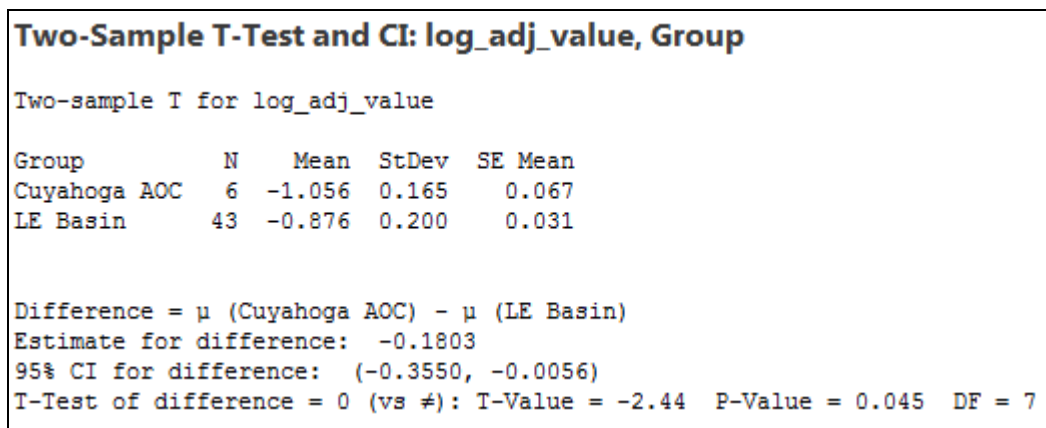 Two-Sample T-Test and CI: log_adj_value, Group
Two-sample T for log_adj_value
Group N Mean StDev SE Mean
Cuyahoga AOC 6 -1.056 0.165 0.067
LE Basin 43 -0.876 0.200 0.031
Difference = μ (Cuyahoga AOC) - μ (LE Basin)
Estimate for difference: -0.1803
95% CI for difference: (-0.3550, -0.0056)
T-Test of difference = 0 (vs ≠): T-Value = -2.44 P-Value = 0.045 DF = 7